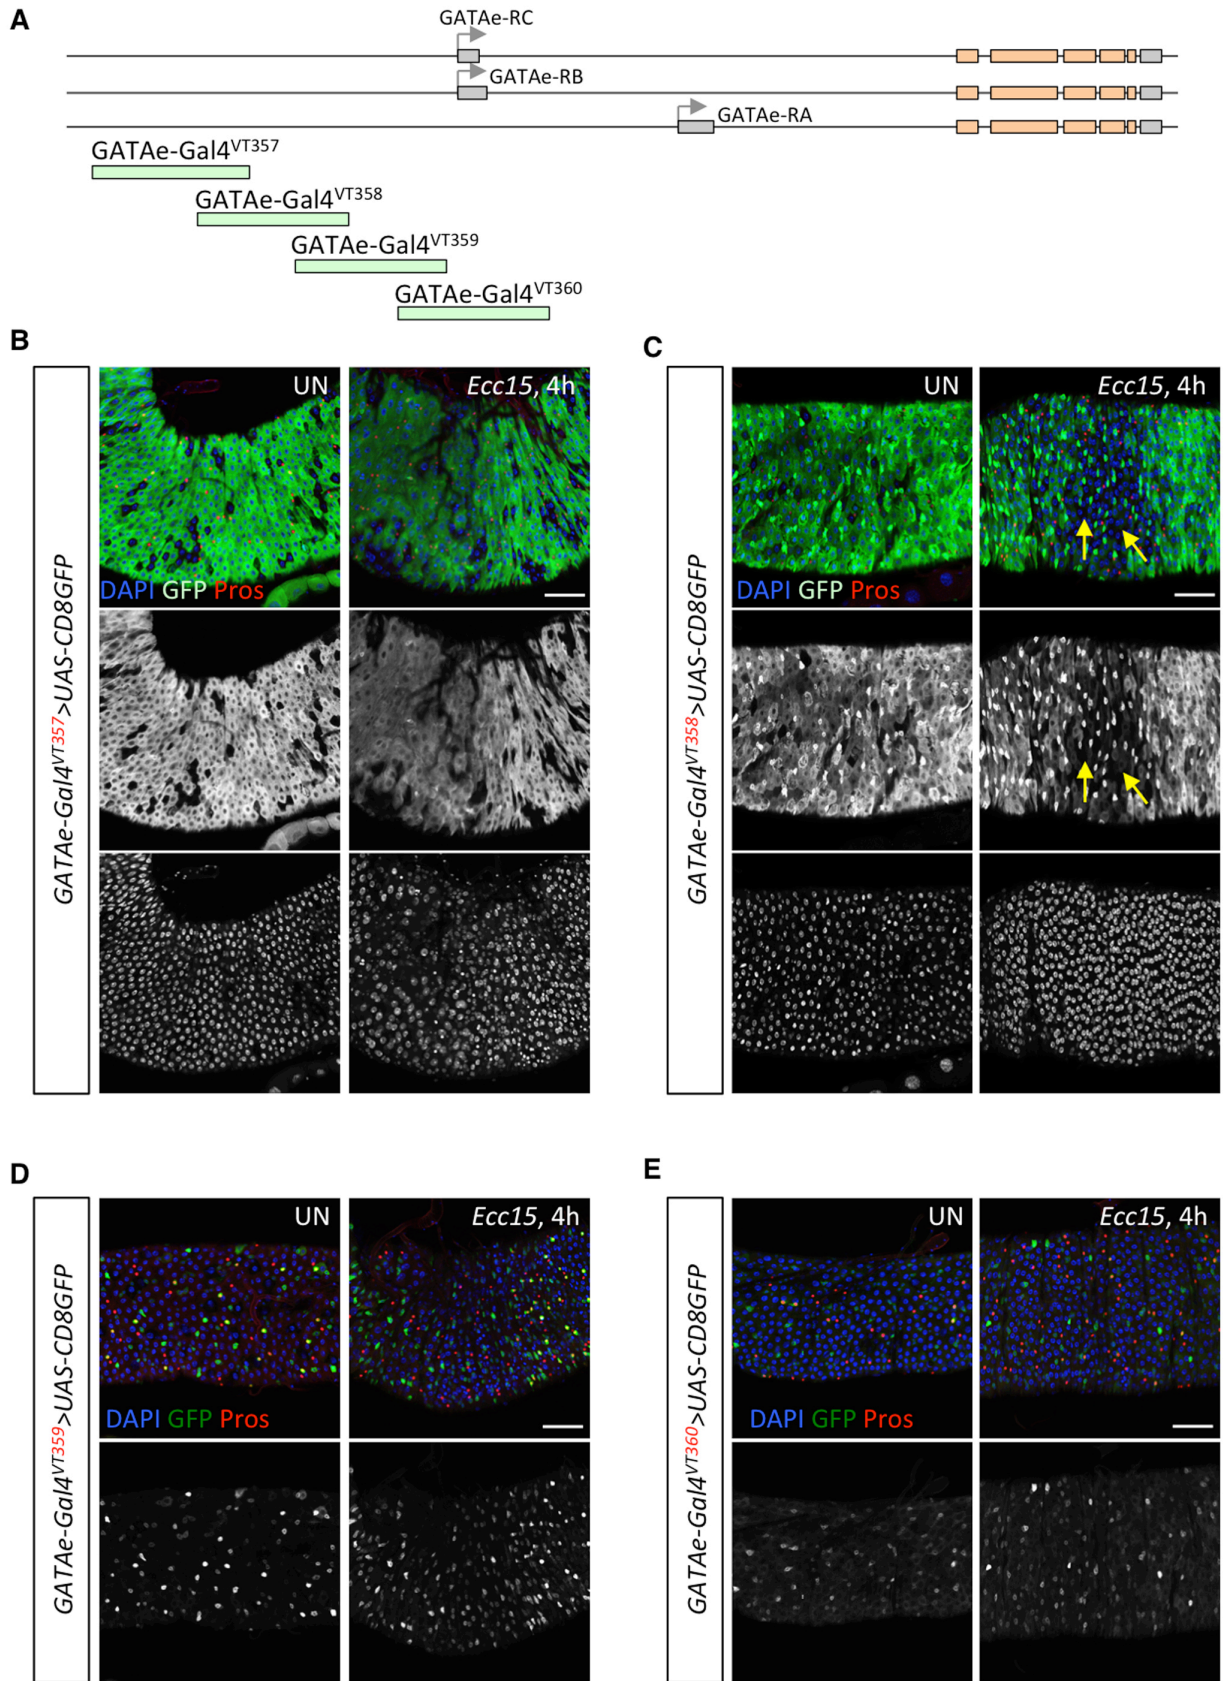 A
GATAe-RC
GATAe-RB
GATAe-RA
GATAe-Gal4VT357
GATAe-Gal4VT358
GATAe-Gal4VT359
GATAe-Gal4VT360
B
GATAe-Gal4VT357>UAS-CD8GFP
UN
Ecc15, 4h
DAPI GFP Pros
C
GATAe-Gal4VT358>UAS-CD8GFP
UN
Ecc15, 4h
DAPI GFP Pros
D
GATAe-Gal4VT359>UAS-CD8GFP
UN
Ecc15, 4h
DAPI GFP Pros
E
GATAe-Gal4VT360>UAS-CD8GFP
UN
Ecc15, 4h
DAPI GFP Pros